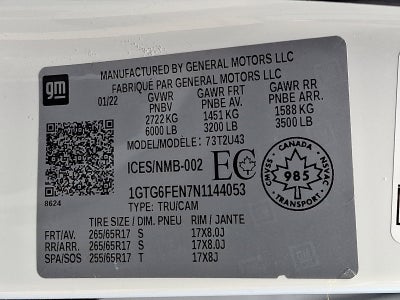 gm
MANUFACTURED BY GENERAL MOTORS LLC
FABRIQUÉ PAR GENERAL MOTORS LLC
01/22 GVWR GAWR FRT GAWR RR
PNBV PNBE AV. PNBE ARR.
2722 KG 1451 KG 1588 KG
6000 LB 3200 LB 3500 LB
MODEL/MODELE: 73T2U43
ICES/NMB-002 EC
CMVSS NSVAC
985
TRANSPORT
8624
1GTG6FEN7N1144053
TYPE: TRU/CAM
TIRE SIZE / DIM. PNEU RIM / JANTE
FRT/AV. 265/65R17 S 17X8.0J
RR/ARR. 265/65R17 S 17X8.0J
SPA/SOS 255/65R17 T 17X8J